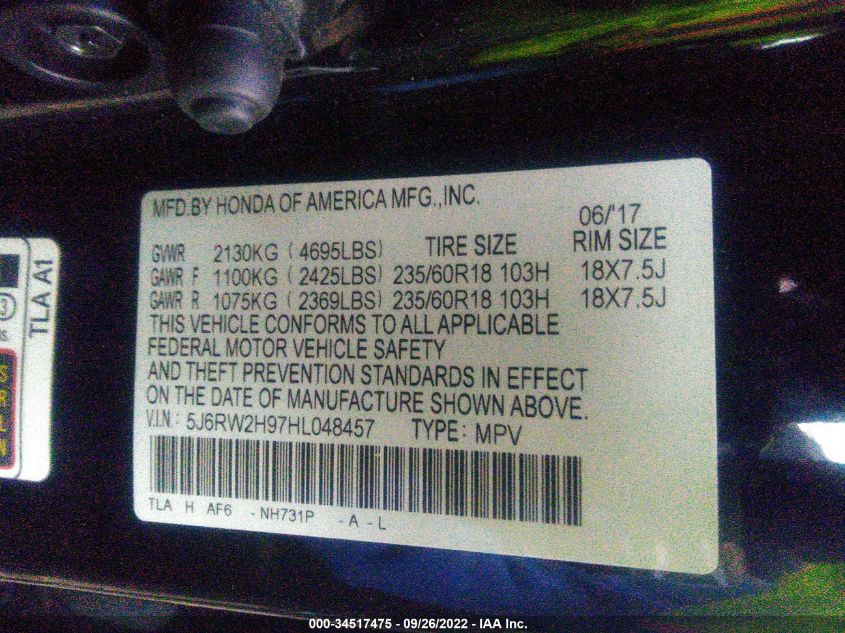 MFD.BY HONDA OF AMERICA MFG.,INC.
06/'17
GVWR 2130KG ( 4695LBS) TIRE SIZE RIM SIZE
GAWR F 1100KG ( 2425LBS) 235/60R18 103H 18X7.5J
GAWR R 1075KG ( 2369LBS) 235/60R18 103H 18X7.5J
THIS VEHICLE CONFORMS TO ALL APPLICABLE
FEDERAL MOTOR VEHICLE SAFETY
AND THEFT PREVENTION STANDARDS IN EFFECT
ON THE DATE OF MANUFACTURE SHOWN ABOVE.
V.I.N.: 5J6RW2H97HL048457 TYPE: MPV
TLA H AF6 - NH731P - A - L
TLA A1
000-34517475 - 09/26/2022 - IAA Inc.